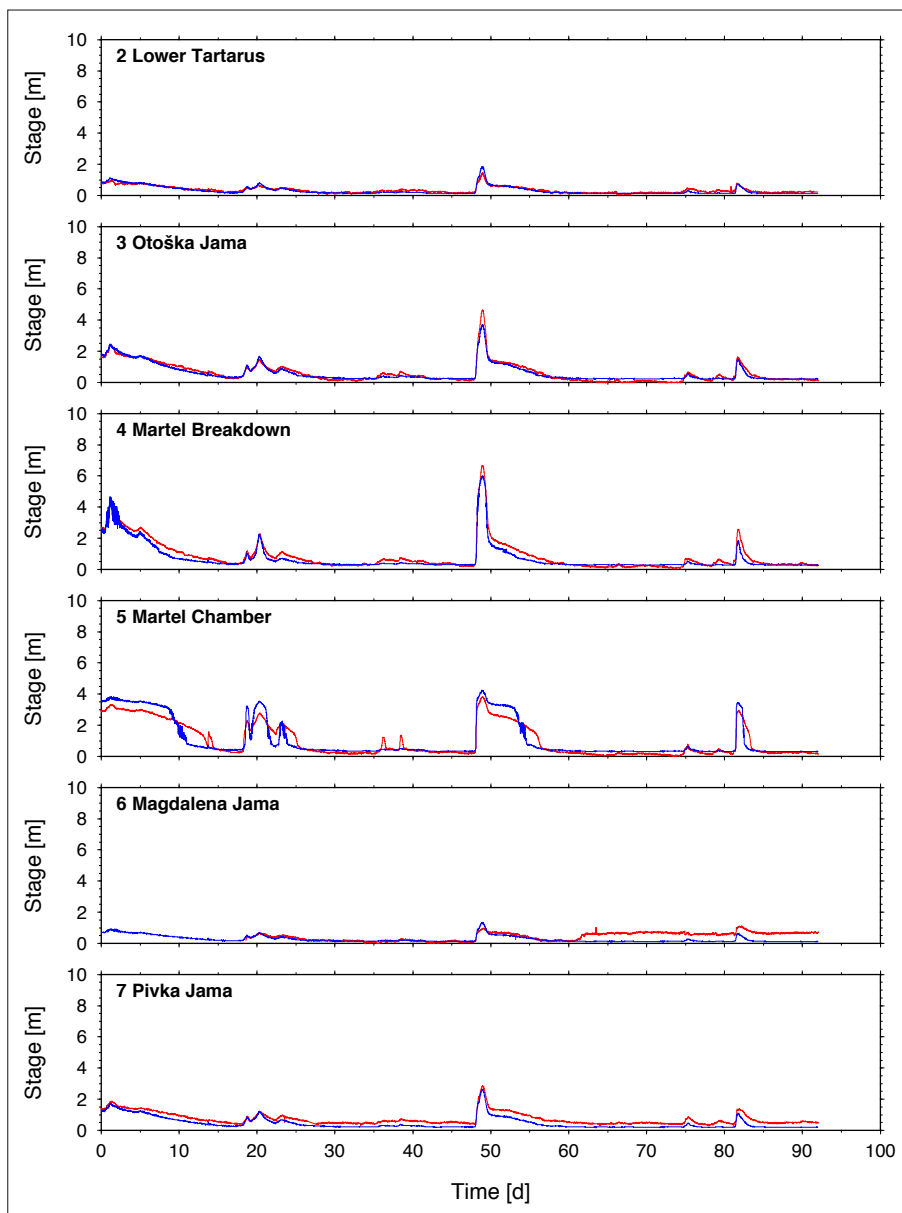 10
2 Lower Tartarus
8
6
4
2
0
Stage [m]
10
3 Otoška Jama
8
6
4
2
0
Stage [m]
10
4 Martel Breakdown
8
6
4
2
0
Stage [m]
10
5 Martel Chamber
8
6
4
2
0
Stage [m]
10
6 Magdalena Jama
8
6
4
2
0
Stage [m]
10
7 Pivka Jama
8
6
4
2
0
Stage [m]
0 10 20 30 40 50 60 70 80 90 100
Time [d]